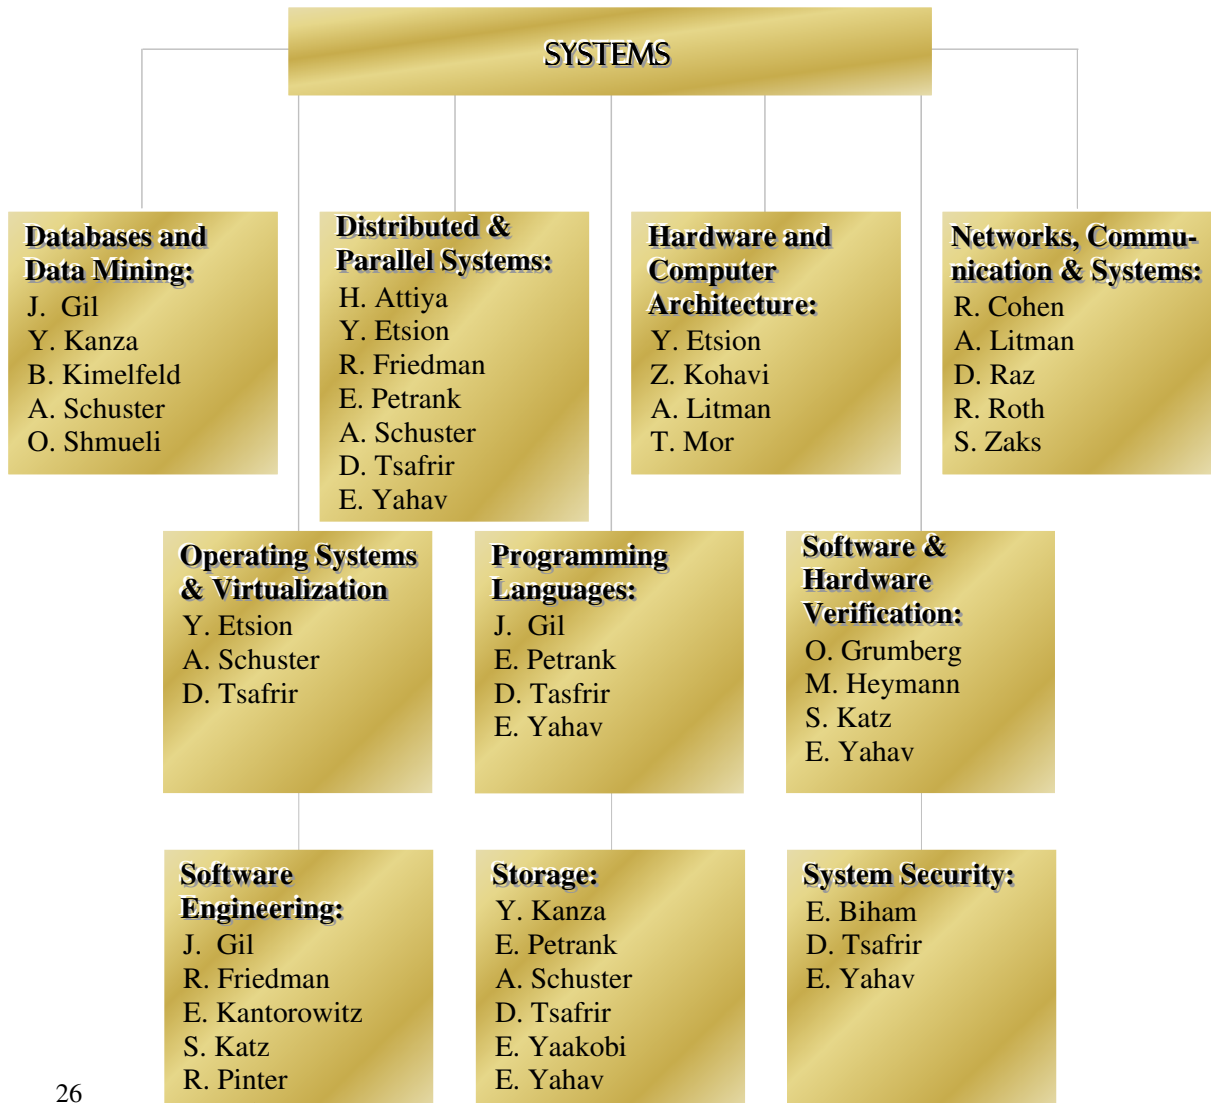 SYSTEMS
Databases and
Data Mining:
J. Gil
Y. Kanza
B. Kimelfeld
A. Schuster
O. Shmueli
Distributed &
Parallel Systems:
H. Attiya
Y. Etsion
R. Friedman
E. Petrank
A. Schuster
D. Tsafrir
E. Yahav
Hardware and
Computer
Architecture:
Y. Etsion
Z. Kohavi
A. Litman
T. Mor
Networks, Commu-
nication & Systems:
R. Cohen
A. Litman
D. Raz
R. Roth
S. Zaks
Operating Systems
& Virtualization
Y. Etsion
A. Schuster
D. Tsafrir
Programming
Languages:
J. Gil
E. Petrank
D. Tasfrir
E. Yahav
Software &
Hardware
Verification:
O. Grumberg
M. Heymann
S. Katz
E. Yahav
Software
Engineering:
J. Gil
R. Friedman
E. Kantorowitz
S. Katz
R. Pinter
Storage:
Y. Kanza
E. Petrank
A. Schuster
D. Tsafrir
E. Yaakobi
E. Yahav
System Security:
E. Biham
D. Tsafrir
E. Yahav
26